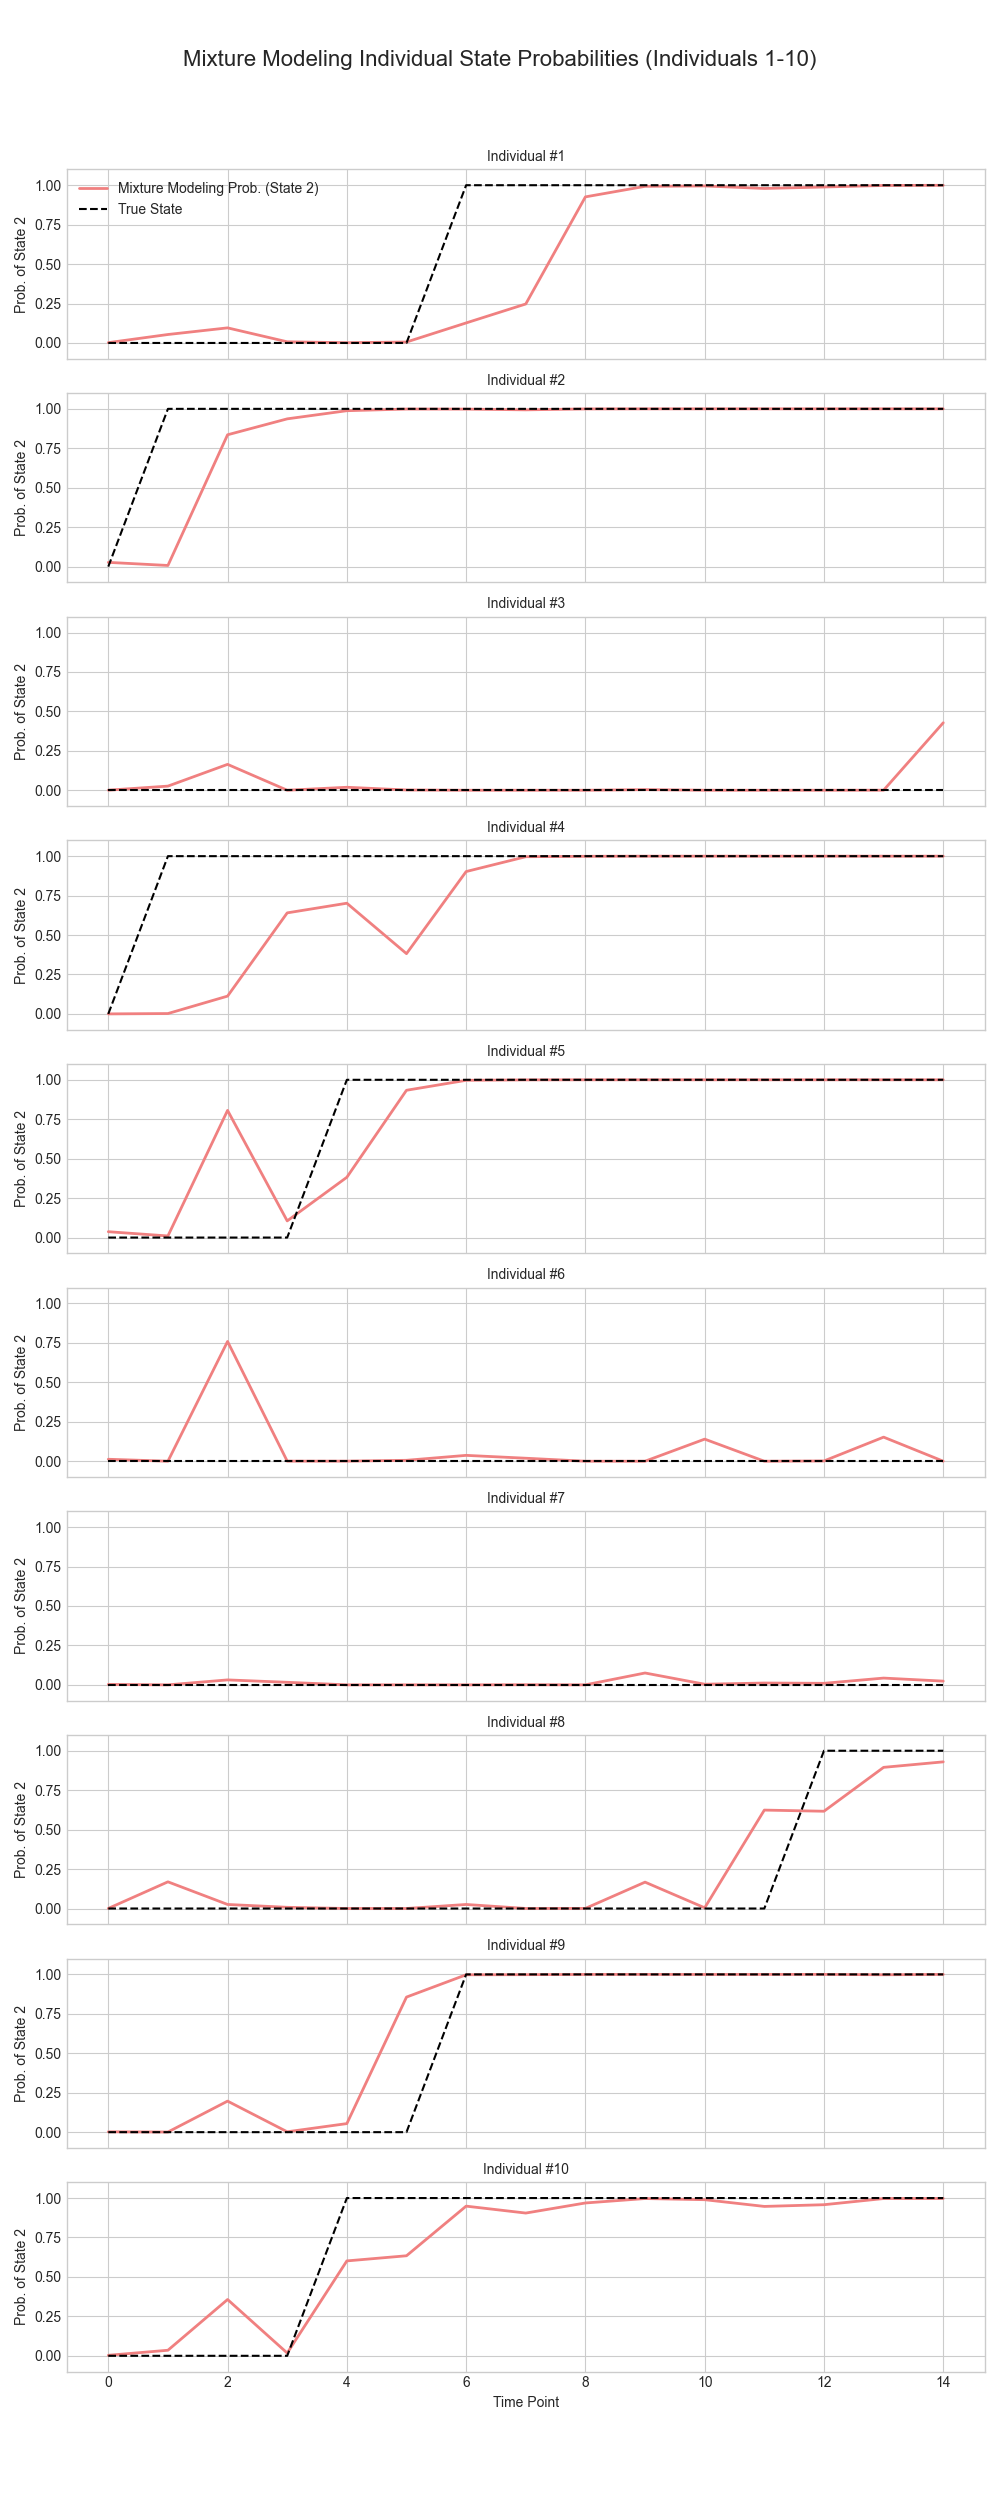 Mixture Modeling Individual State Probabilities (Individuals 1-10)
Individual #1
1.00
0.75
0.50
0.25
0.00
Prob. of State 2
Mixture Modeling Prob. (State 2)
True State
Individual #2
1.00
0.75
0.50
0.25
0.00
Prob. of State 2
Individual #3
1.00
0.75
0.50
0.25
0.00
Prob. of State 2
Individual #4
1.00
0.75
0.50
0.25
0.00
Prob. of State 2
Individual #5
1.00
0.75
0.50
0.25
0.00
Prob. of State 2
Individual #6
1.00
0.75
0.50
0.25
0.00
Prob. of State 2
Individual #7
1.00
0.75
0.50
0.25
0.00
Prob. of State 2
Individual #8
1.00
0.75
0.50
0.25
0.00
Prob. of State 2
Individual #9
1.00
0.75
0.50
0.25
0.00
Prob. of State 2
Individual #10
1.00
0.75
0.50
0.25
0.00
Prob. of State 2
0 2 4 6 8 10 12 14
Time Point